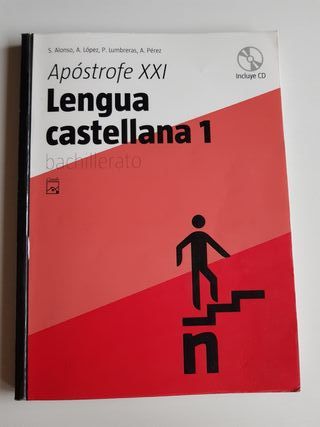 S. Alonso, A. López, P. Lumbreras, A. Pérez
Incluye CD
Apóstrofe XXI
Lengua
castellana 1
bachillerato
n